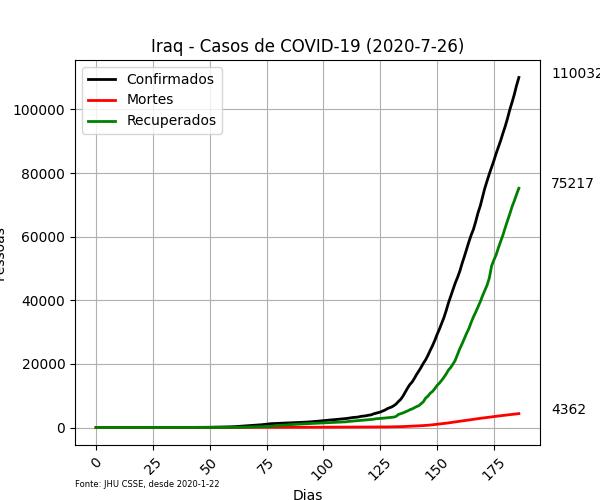 Iraq - Casos de COVID-19 (2020-7-26)
Confirmados
Mortes
Recuperados
110032
100000
75217
80000
60000
40000
20000
4362
0
0 25 50 75 100 125 150 175
Fonte: JHU CSSE, desde 2020-1-22
Dias